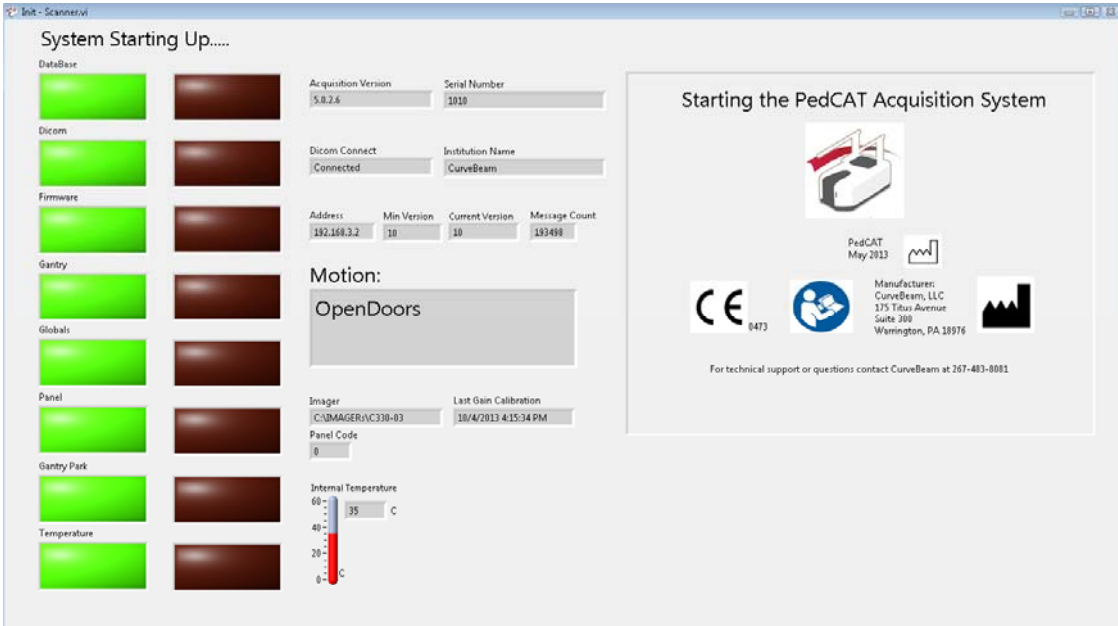 Init - Scanner.vi
System Starting Up.....
DataBase
Dicom
Firmware
Gantry
Globals
Panel
Gantry Park
Temperature
Acquisition Version
Serial Number
5.0.2.6
1010
Dicom Connect
Institution Name
Connected
CurveBeam
Address
Min Version
Current Version
Message Count
192.168.3.2
10
10
193498
Motion:
OpenDoors
Imager
Last Gain Calibration
C:\IMAGERs\C330-03
10/4/2013 4:15:34 PM
Panel Code
0
Internal Temperature
60
35 C
40
20
0
C
Starting the PedCAT Acquisition System
PedCAT
May 2013
CE 0473
Manufacturer:
CurveBeam, LLC
175 Titus Avenue
Suite 300
Warrington, PA 18976
For technical support or questions contact CurveBeam at 267-483-8081